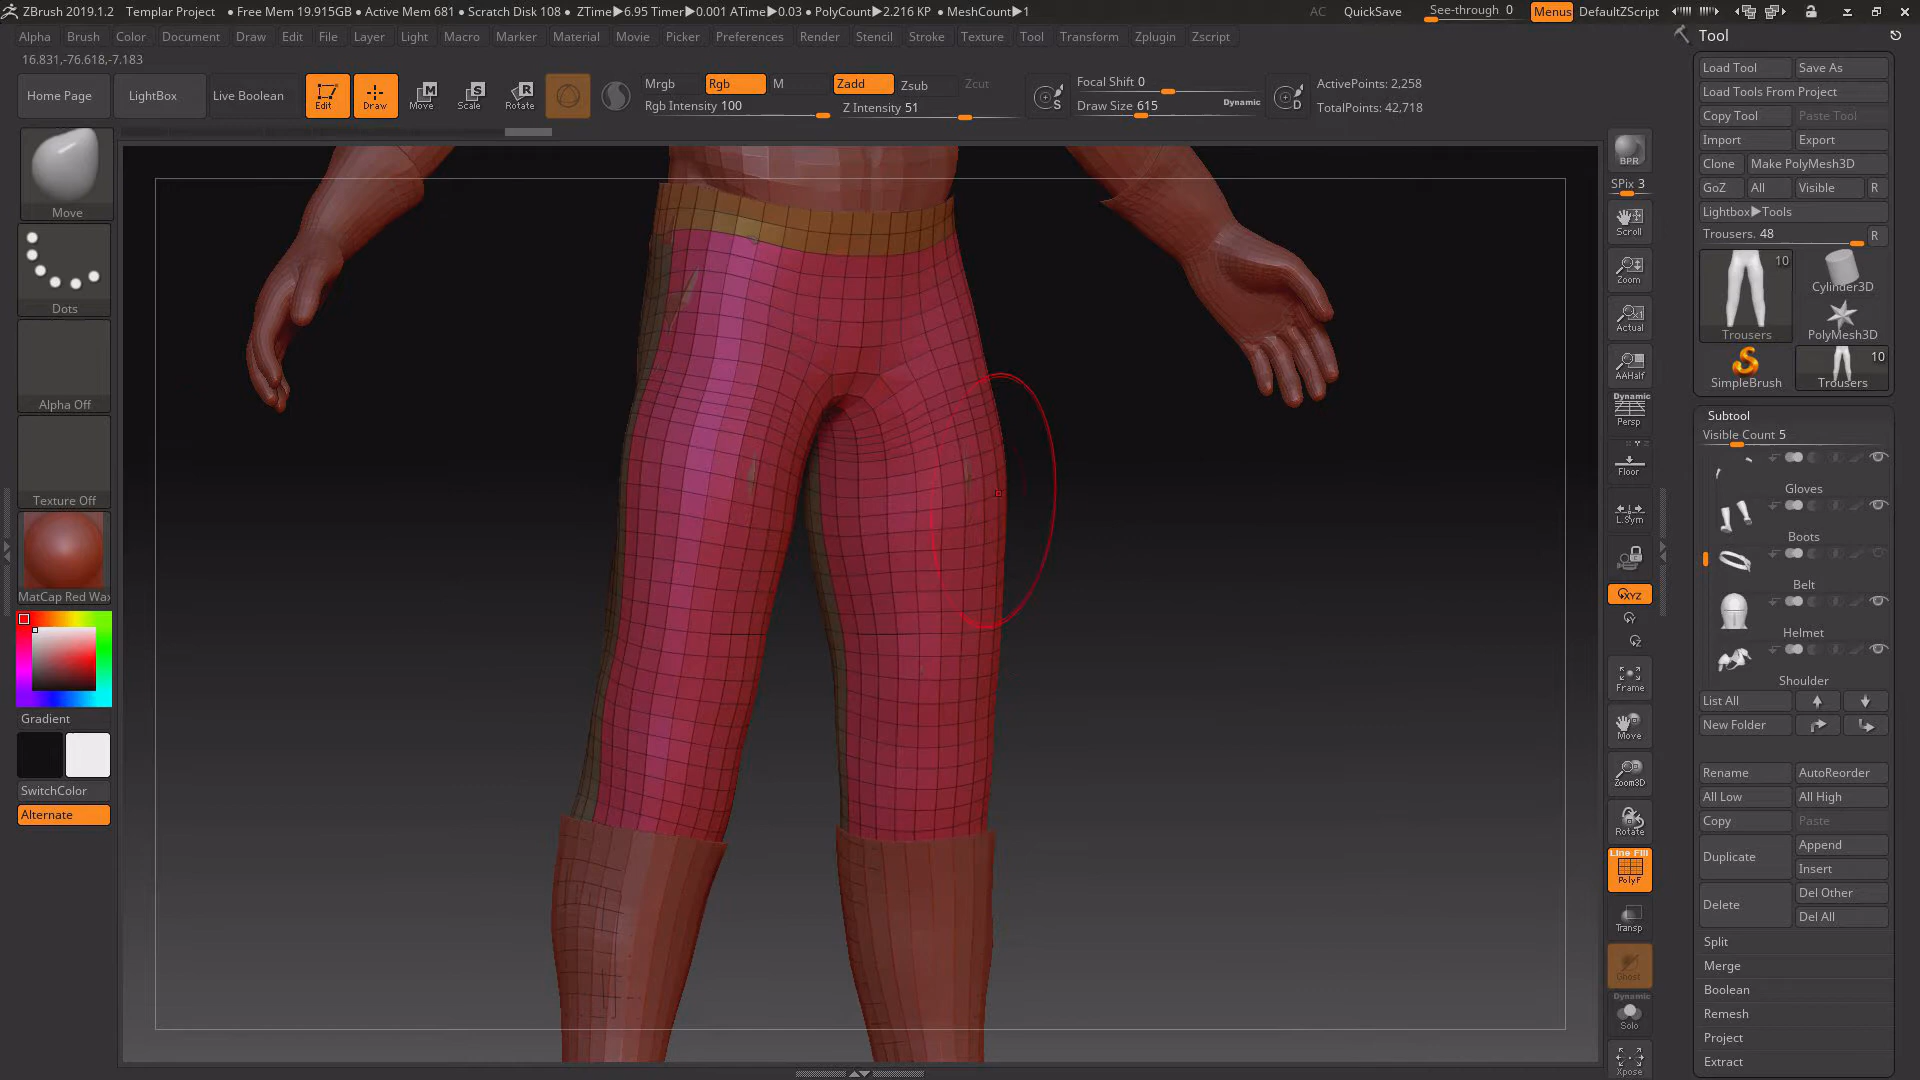 ZBrush 2019.1.2 Templar Project • Free Mem 19.915GB • Active Mem 681 • Scratch Disk 108 • ZTime▶6.95 Timer▶0.001 ATime▶0.03 • PolyCount▶2.216 KP • MeshCount▶1 AC QuickSave See-through 0 Menus DefaultZScript
Alpha Brush Color Document Draw Edit File Layer Light Macro Marker Material Movie Picker Preferences Render Stencil Stroke Texture Tool Transform Zplugin Zscript
16.831,-76.618,-7.183
Home Page LightBox Live Boolean Edit Draw Move Scale Rotate
Mrgb Rgb M Zadd Zsub Zcut
Rgb Intensity 100 Z Intensity 51
S Focal Shift 0
Draw Size 615 Dynamic
D ActivePoints: 2,258
TotalPoints: 42,718
Move
Dots
Alpha Off
Texture Off
MatCap Red Wax
Gradient
SwitchColor
Alternate
BPR
SPix 3
Scroll
Zoom
Actual
AAHalf
Dynamic
Persp
Floor
L.Sym
XYZ
Y
Z
Frame
Move
Zoom3D
Rotate
Line Fill
PolyF
Transp
Ghost
Dynamic
Solo
Xpose
Tool
Load Tool Save As
Load Tools From Project
Copy Tool Paste Tool
Import Export
Clone Make PolyMesh3D
GoZ All Visible R
Lightbox▶Tools
Trousers. 48 R
10
Trousers
Cylinder3D
PolyMesh3D
SimpleBrush
10
Trousers
Subtool
Visible Count 5
Gloves
Boots
Belt
Helmet
Shoulder
List All
New Folder
Rename AutoReorder
All Low All High
Copy Paste
Duplicate Append
Insert
Delete Del Other
Del All
Split
Merge
Boolean
Remesh
Project
Extract